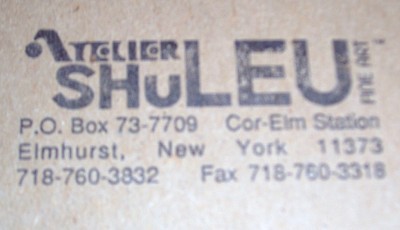 ATELIER
SHuLEU FINE ART
P.O. Box 73-7709 Cor-Elm Station
Elmhurst, New York 11373
718-760-3832 Fax 718-760-3318